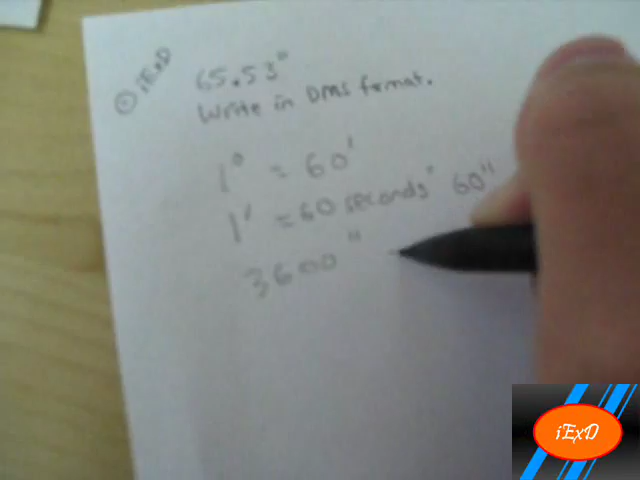 © iExD
65.53°
Write in DMS format.
1° = 60'
1' = 60 seconds" 60"
3600"
iExD